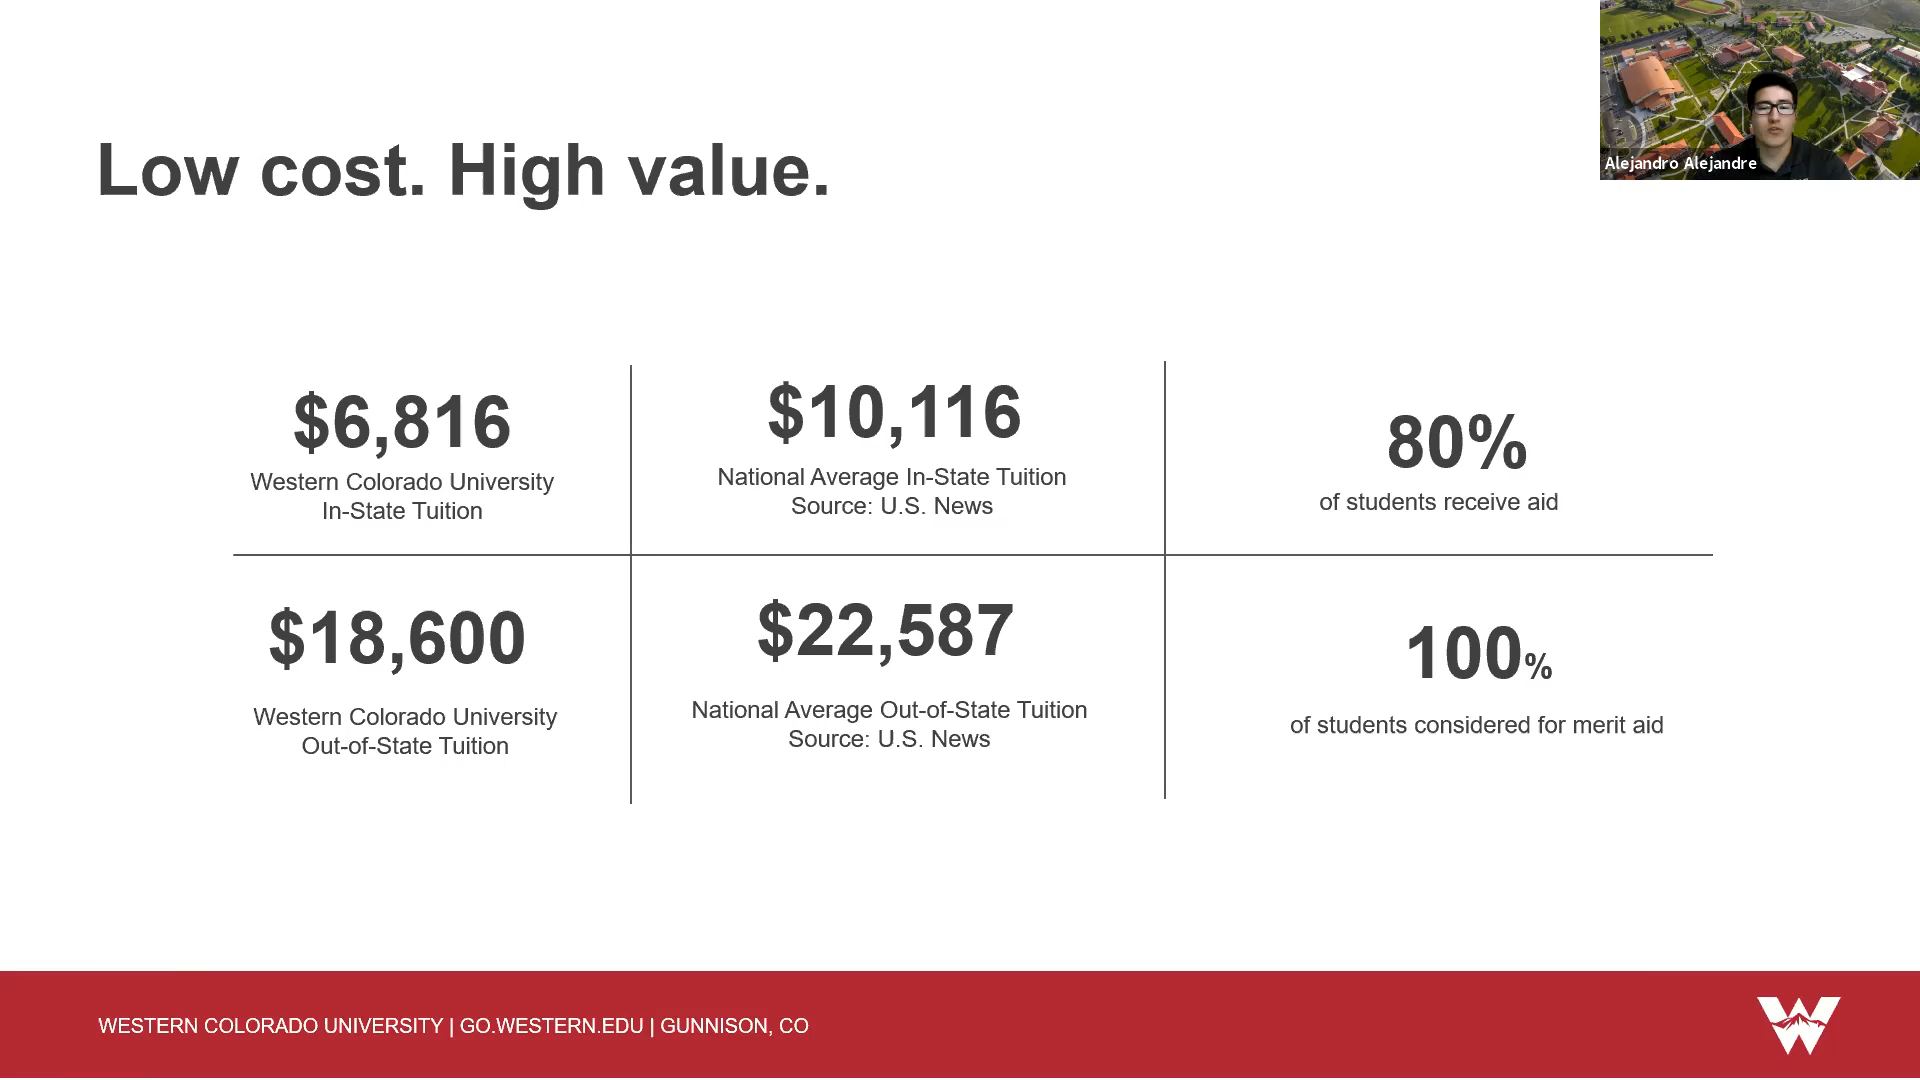 Alejandro Alejandre
Low cost. High value.
$6,816
Western Colorado University
In-State Tuition
$10,116
National Average In-State Tuition
Source: U.S. News
80%
of students receive aid
$18,600
Western Colorado University
Out-of-State Tuition
$22,587
National Average Out-of-State Tuition
Source: U.S. News
100%
of students considered for merit aid
WESTERN COLORADO UNIVERSITY | GO.WESTERN.EDU | GUNNISON, CO
W